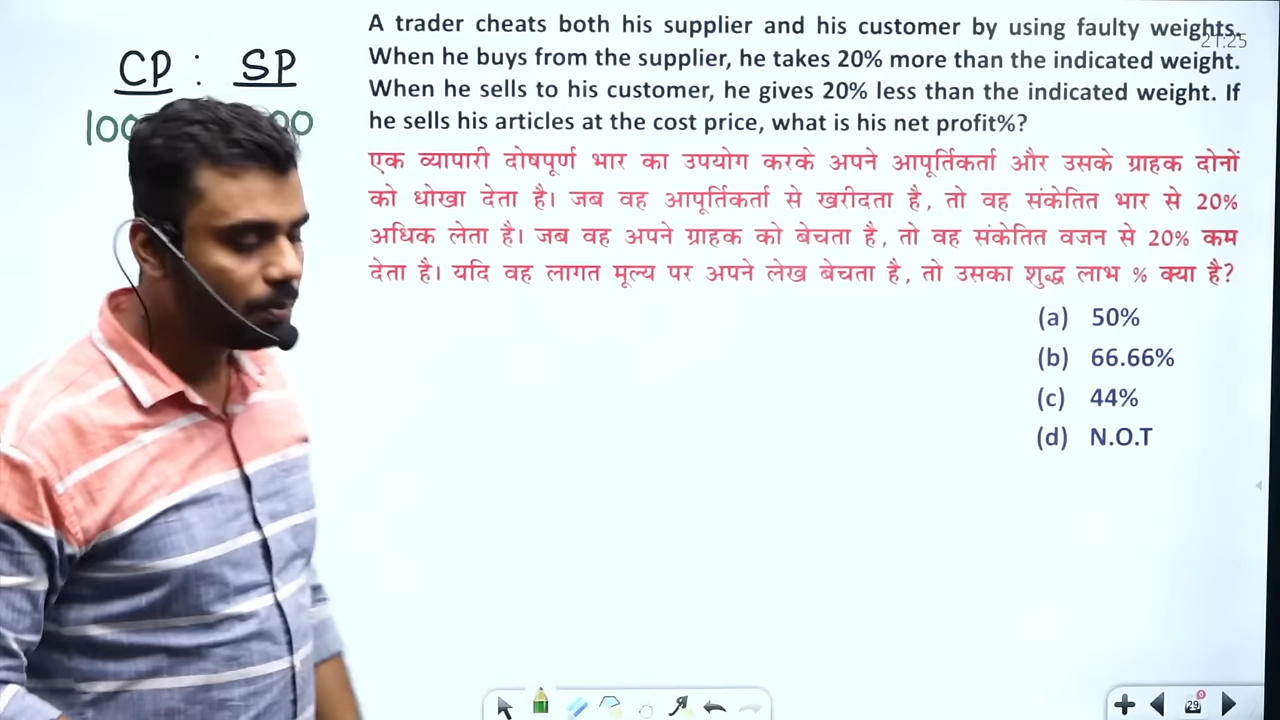 A trader cheats both his supplier and his customer by using faulty weights.
21:25
When he buys from the supplier, he takes 20% more than the indicated weight.
When he sells to his customer, he gives 20% less than the indicated weight. If
he sells his articles at the cost price, what is his net profit%?
CP : SP
100 00
एक व्यापारी दोषपूर्ण भार का उपयोग करके अपने आपूर्तिकर्ता और उसके ग्राहक दोनों
को धोखा देता है। जब वह आपूर्तिकर्ता से खरीदता है, तो वह संकेतित भार से 20%
अधिक लेता है। जब वह अपने ग्राहक को बेचता है, तो वह संकेतित वजन से 20% कम
देता है। यदि वह लागत मूल्य पर अपने लेख बेचता है, तो उसका शुद्ध लाभ % क्या है?
(a) 50%
(b) 66.66%
(c) 44%
(d) N.O.T
29